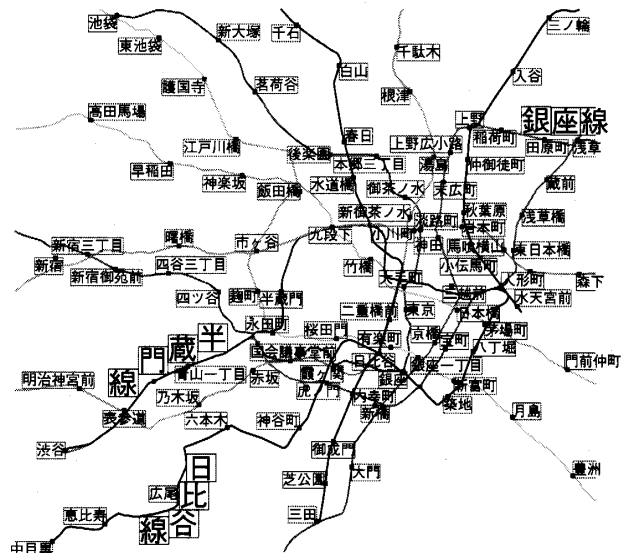 池袋
新大塚
千石
三ノ輪
東池袋
千駄木
白山
入谷
護国寺
茗荷谷
根津
高田馬場
上野
銀座線
稲荷町
田原町
浅草
春日
江戸川橋
後楽園
上野広小路
本郷三丁目
湯島
仲御徒町
早稲田
神楽坂
飯田橋
水道橋
御茶ノ水
末広町
蔵前
新御茶ノ水
淡路町
秋葉原
浅草橋
曙橋
市ヶ谷
九段下
小川町
岩本町
新宿三丁目
神田
馬喰横山
東日本橋
新宿
四谷三丁目
竹橋
小伝馬町
新宿御苑前
大手町
人形町
森下
四ツ谷
麹町
半蔵門
三越前
水天宮前
二重橋前
東京
日本橋
永田町
桜田門
有楽町
京橋
宝町
茅場町
半蔵門線
国会議事堂前
日比谷
八丁堀
門前仲町
明治神宮前
青山一丁目
赤坂
霞ヶ関
銀座
銀座一丁目
乃木坂
虎ノ門
内幸町
新富町
表参道
六本木
神谷町
新橋
築地
月島
渋谷
御成門
日比谷線
芝公園
大門
豊洲
広尾
恵比寿
三田
中目黒